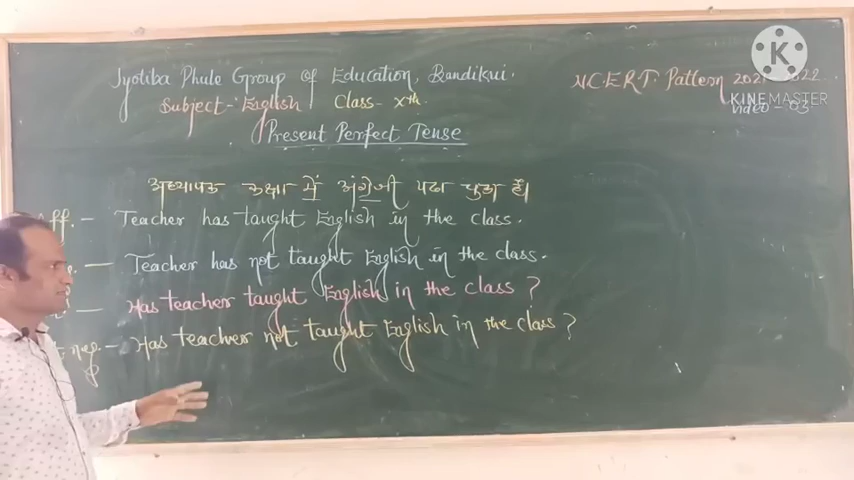 Jyotiba Phule Group of Education, Bandikui.
N.C.E.R.T. Pattern 2021-2022
KINEMASTER
Subject- English Class- Xth.
Video - 03
Present Perfect Tense
अध्यापक कक्षा में अंग्रेजी पढा चुका है।
Aff. - Teacher has taught English in the class.
- Teacher has not taught English in the class.
- Has teacher taught English in the class ?
neg. - Has teacher not taught English in the class ?